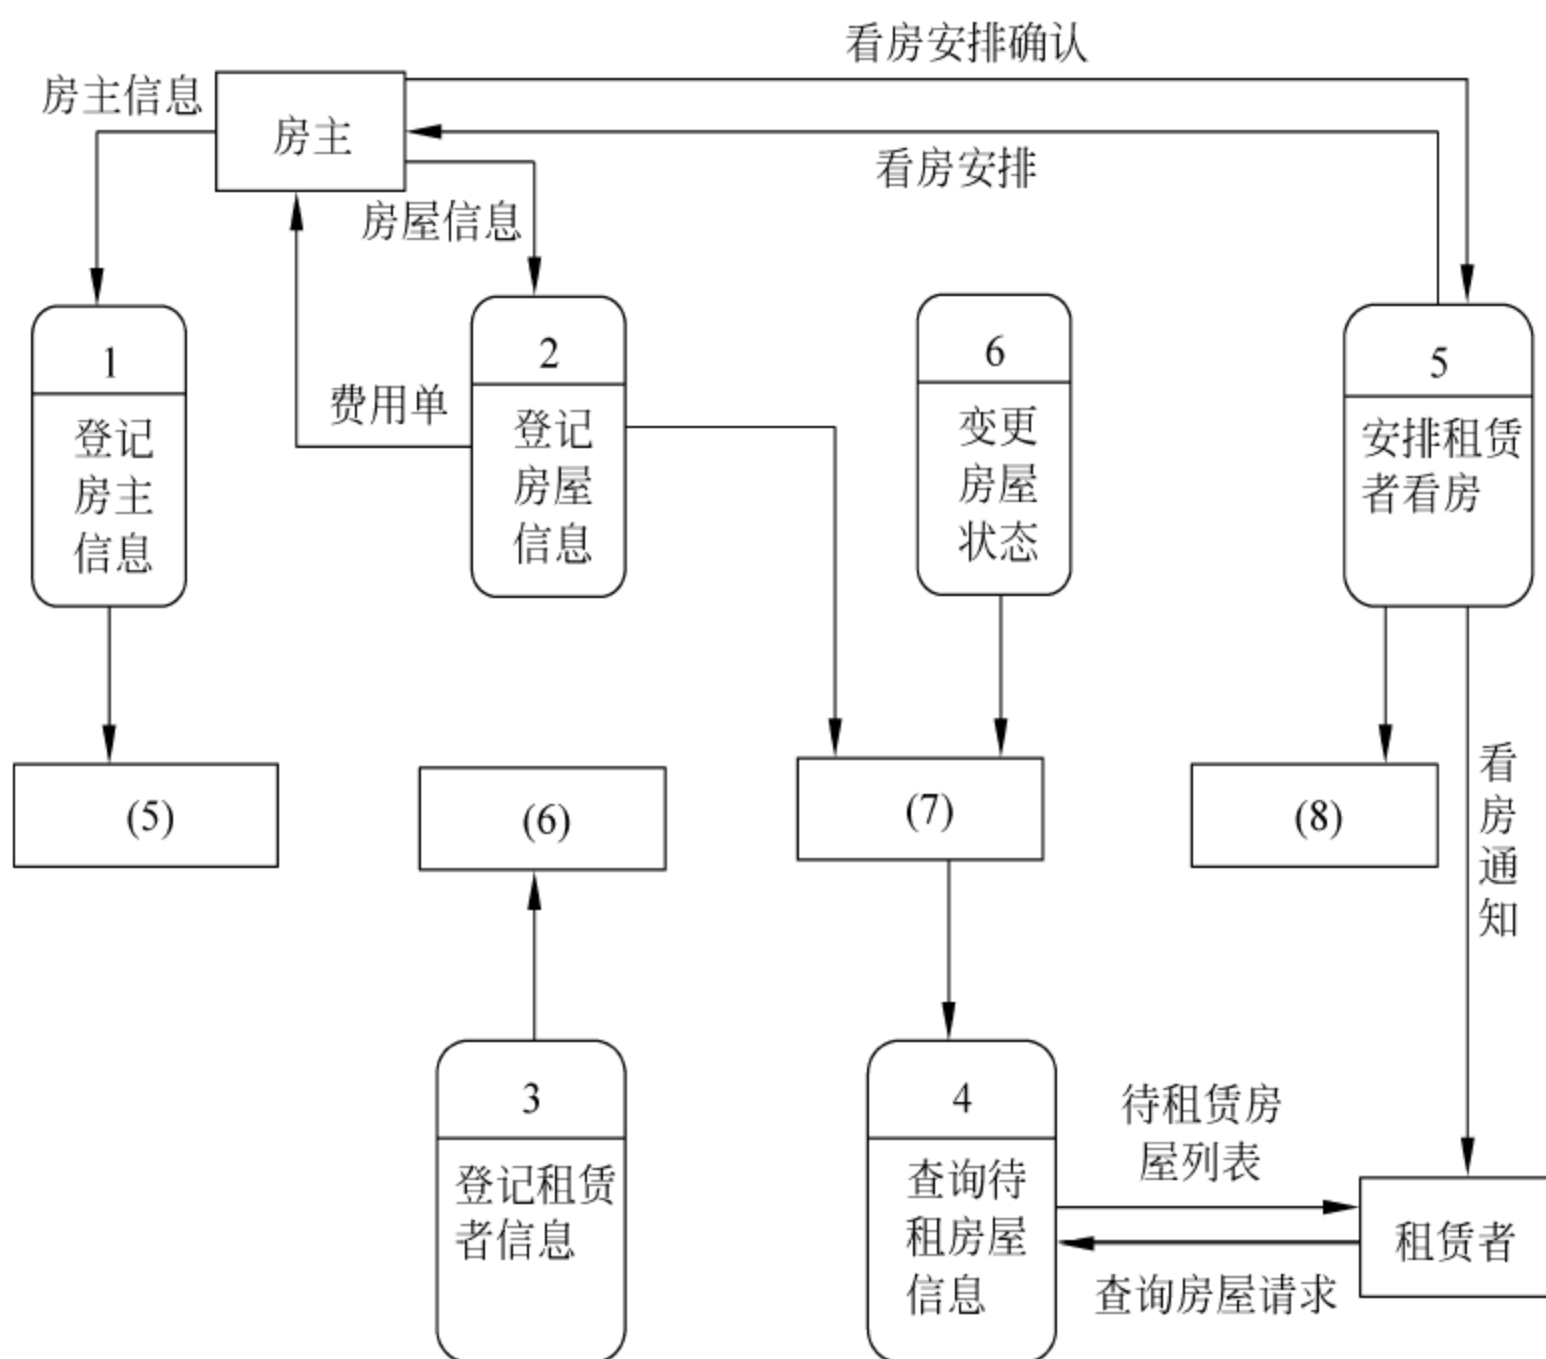 看房安排确认
房主信息
房主
看房安排
房屋信息
1
登记
房主
信息
费用单
2
登记
房屋
信息
6
变更
房屋
状态
5
安排租赁
者看房
(5)
(6)
(7)
(8)
看
房
通
知
3
登记租赁
者信息
4
查询待
租房屋
信息
待租赁房
屋列表
租赁者
查询房屋请求